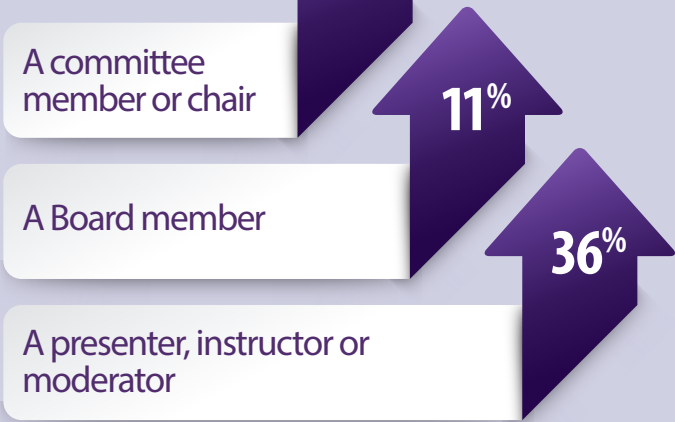 A committee
member or chair
11%
A Board member
36%
A presenter, instructor or
moderator